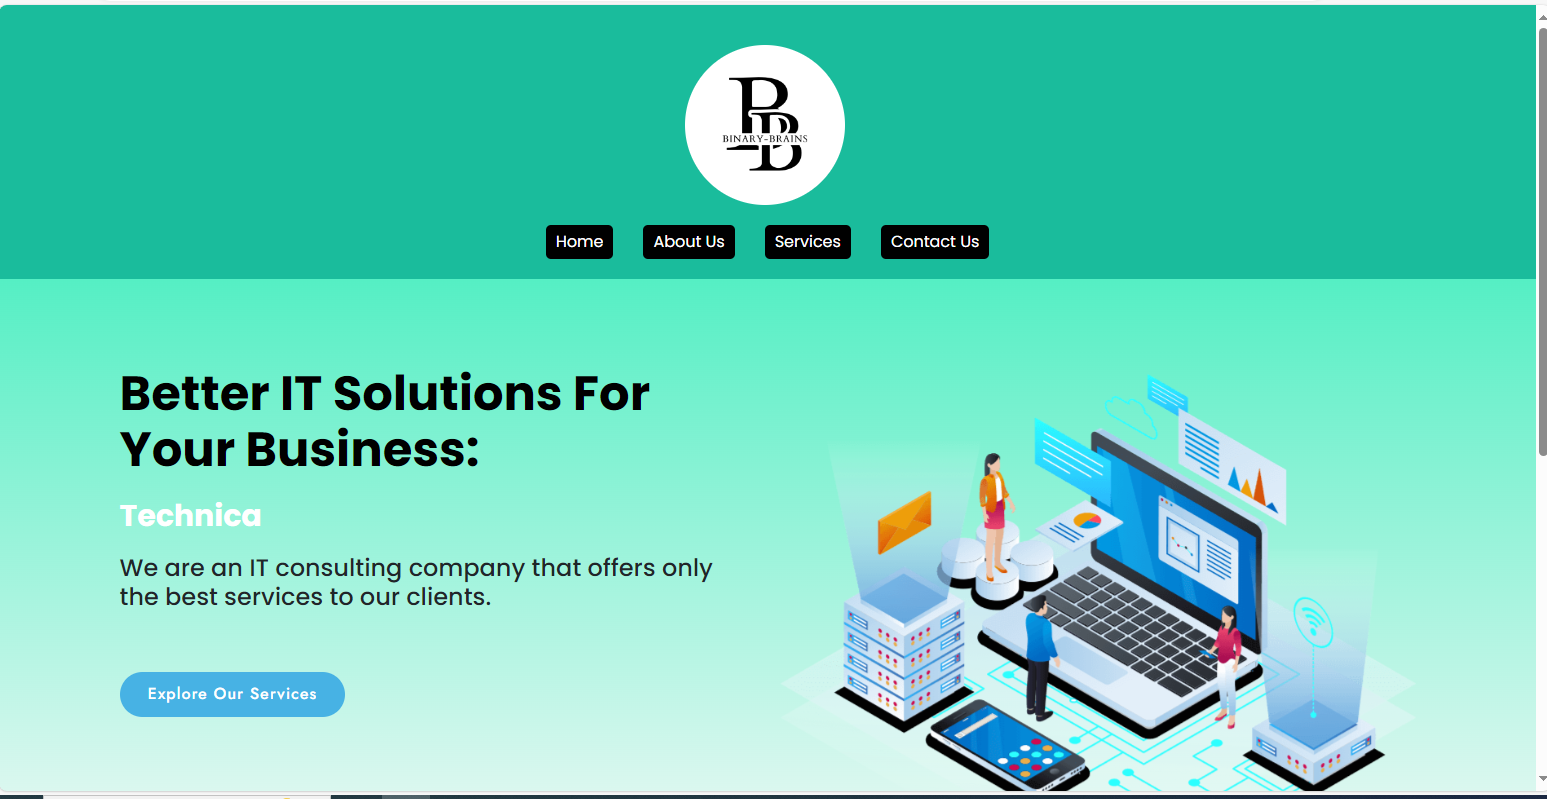 BINARY-BRAINS
Home About Us Services Contact Us
Better IT Solutions For
Your Business:
Technica
We are an IT consulting company that offers only
the best services to our clients.
Explore Our Services